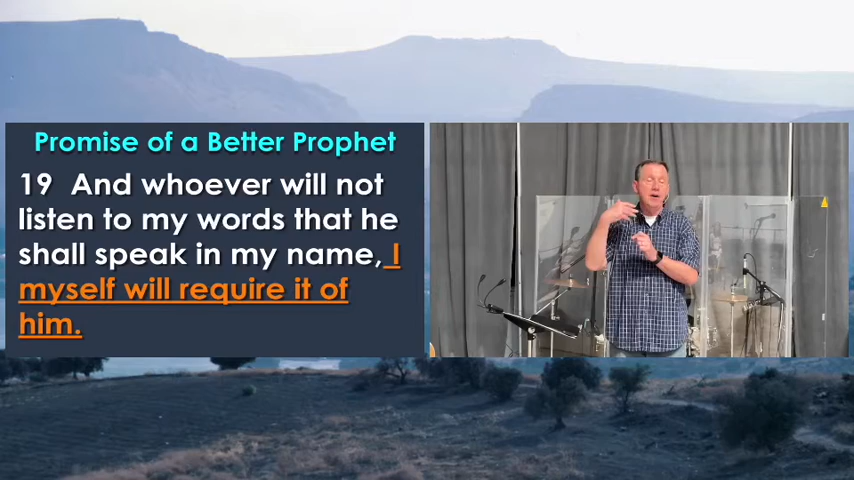 Promise of a Better Prophet
19 And whoever will not
listen to my words that he
shall speak in my name, I
myself will require it of
him.